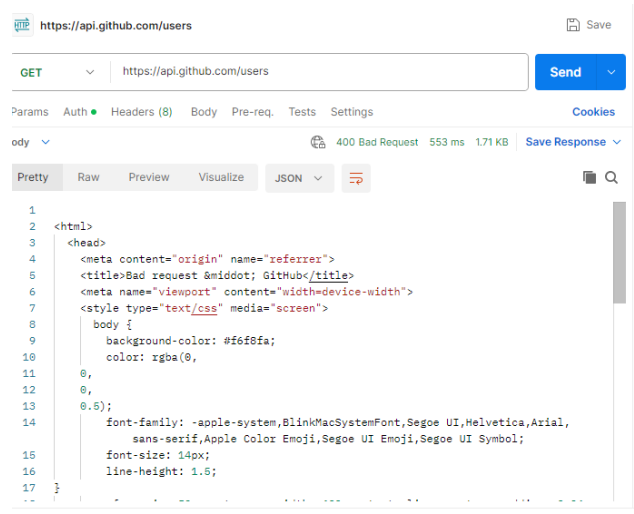 HTTP https://api.github.com/users Save
GET https://api.github.com/users Send
Params Auth Headers (8) Body Pre-req. Tests Settings Cookies
ody 400 Bad Request 553 ms 1.71 KB Save Response
Pretty Raw Preview Visualize JSON
1
2 <html>
3 <head>
4 <meta content="origin" name="referrer">
5 <title>Bad request &middot; GitHub</title>
6 <meta name="viewport" content="width=device-width">
7 <style type="text/css" media="screen">
8 body {
9 background-color: #f6f8fa;
10 color: rgba(0,
11 0,
12 0,
13 0.5);
14 font-family: -apple-system,BlinkMacSystemFont,Segoe UI,Helvetica,Arial,
sans-serif,Apple Color Emoji,Segoe UI Emoji,Segoe UI Symbol;
15 font-size: 14px;
16 line-height: 1.5;
17 }